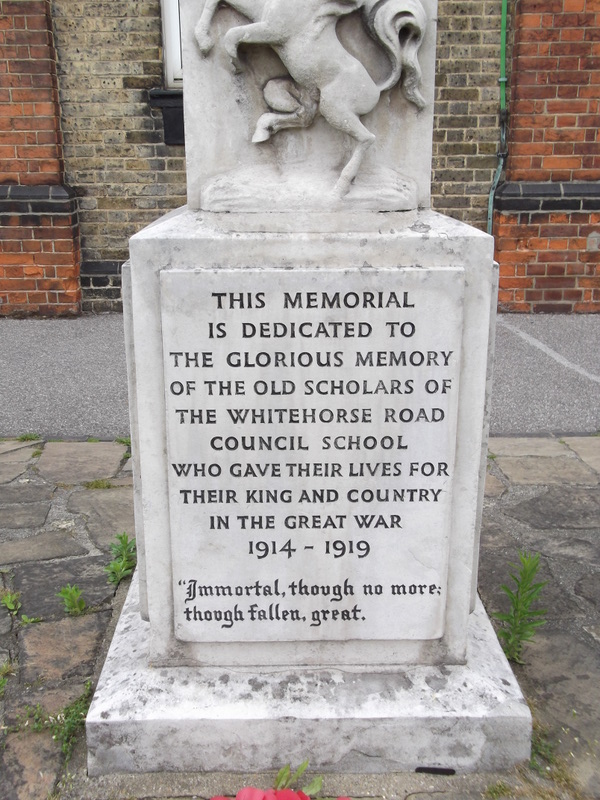 THIS MEMORIAL
IS DEDICATED TO
THE GLORIOUS MEMORY
OF THE OLD SCHOLARS OF
THE WHITEHORSE ROAD
COUNCIL SCHOOL
WHO GAVE THEIR LIVES FOR
THEIR KING AND COUNTRY
IN THE GREAT WAR
1914 - 1919
"Immortal, though no more;
though fallen, great.